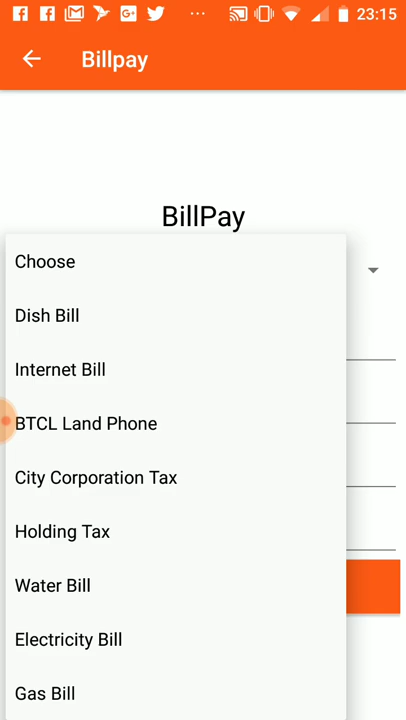 23:15
Billpay
BillPay
Choose
Dish Bill
Internet Bill
BTCL Land Phone
City Corporation Tax
Holding Tax
Water Bill
Electricity Bill
Gas Bill